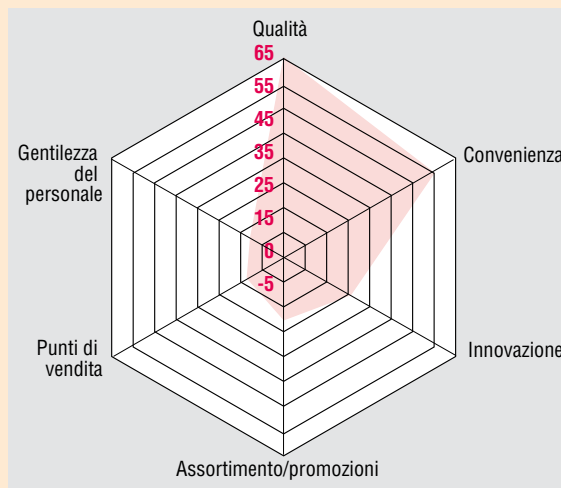 Qualità
65
55
45
35
25
15
0
-5
Gentilezza
del
personale
Convenienza
Punti di
vendita
Innovazione
Assortimento/promozioni